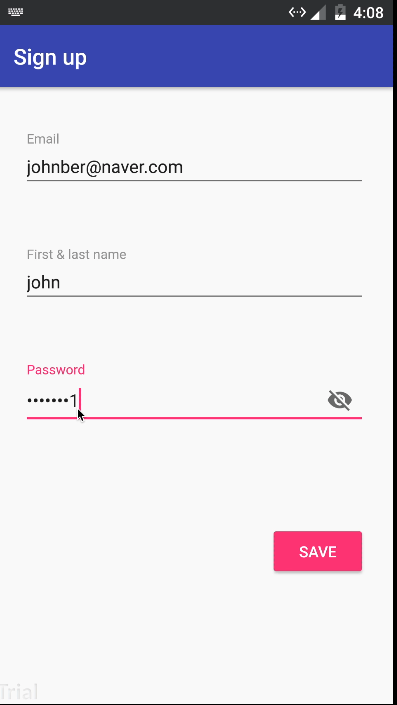 4:08
Sign up
Email
johnber@naver.com
First & last name
john
Password
•••••••1
SAVE
Trial